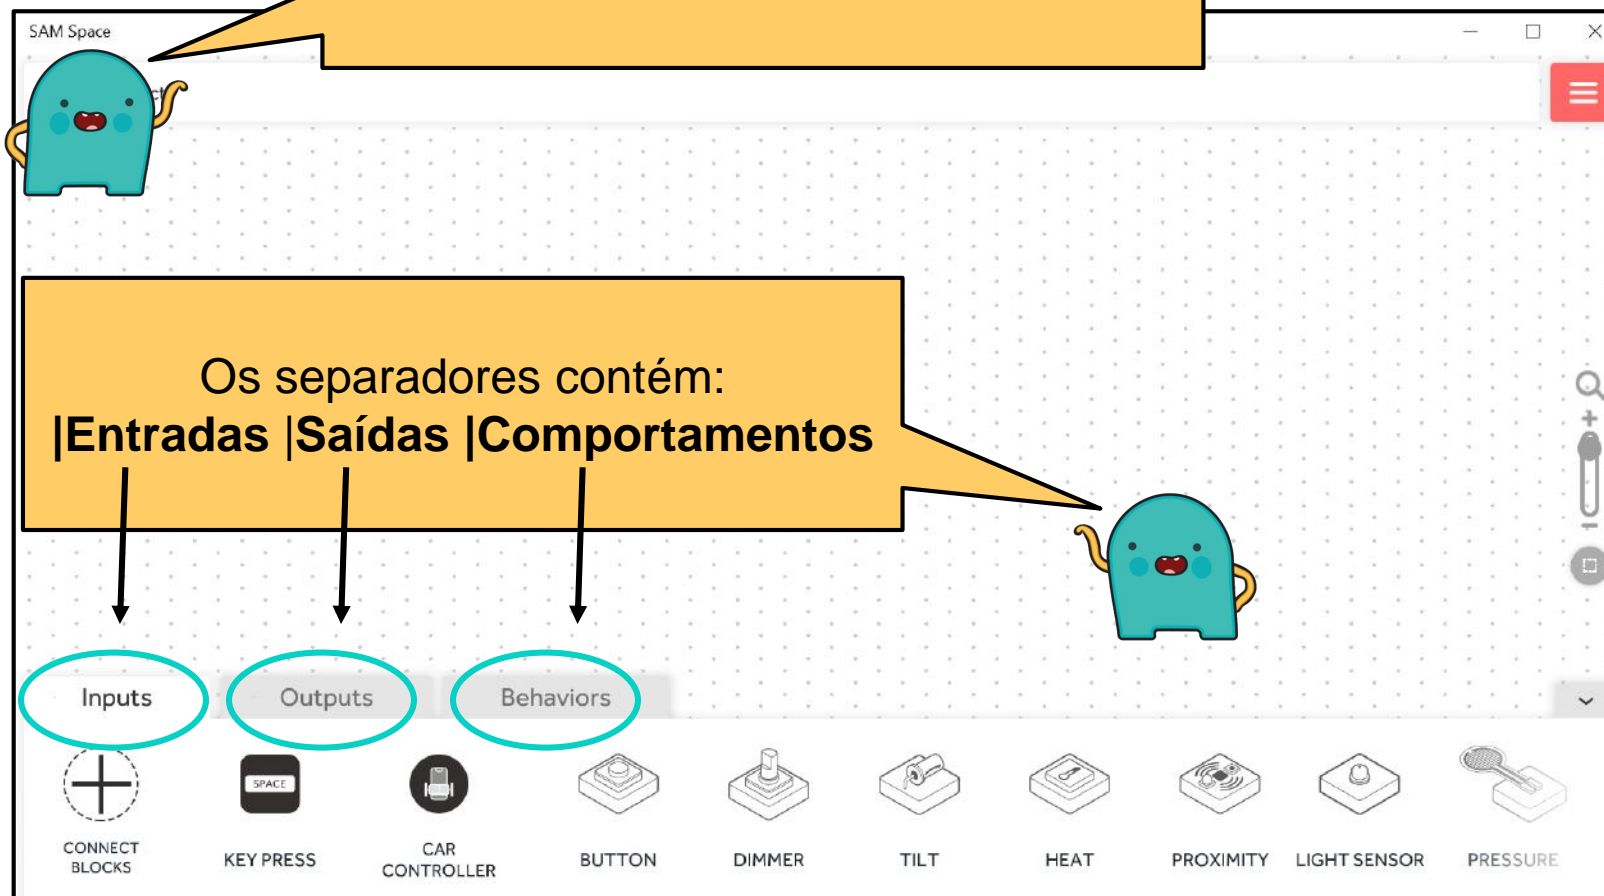 SAM Space
Os separadores contém:
|Entradas |Saídas |Comportamentos
Inputs Outputs Behaviors
SPACE
CONNECT BLOCKS
KEY PRESS
CAR CONTROLLER
BUTTON
DIMMER
TILT
HEAT
PROXIMITY
LIGHT SENSOR
PRESSURE